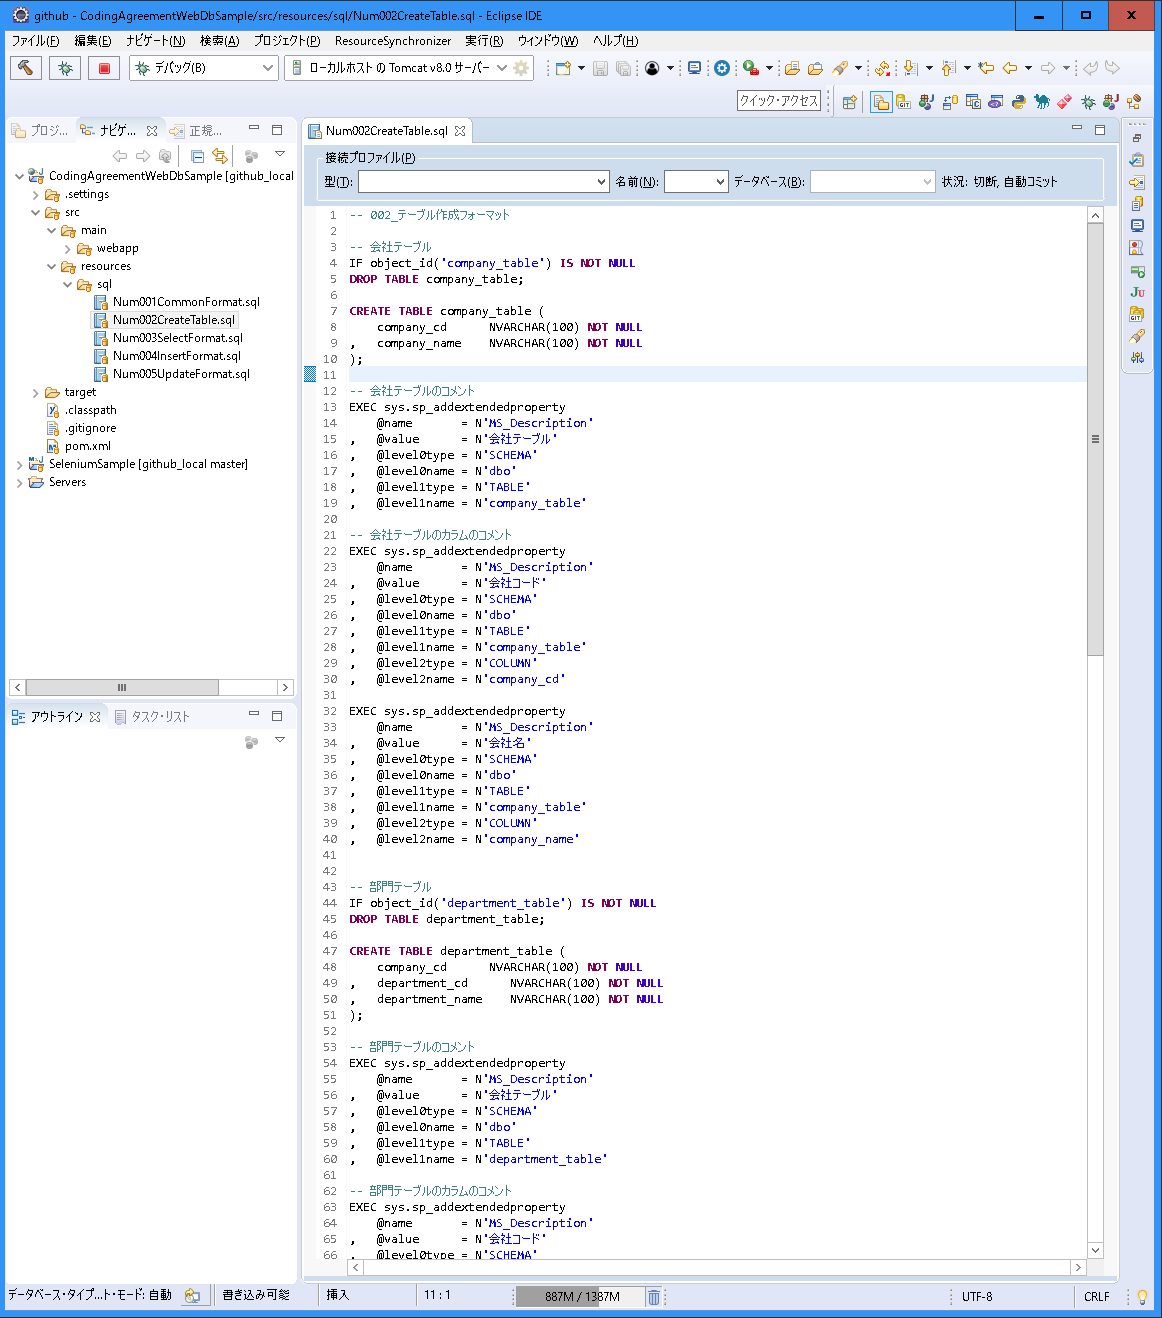 github - CodingAgreementWebDbSample/src/resources/sql/Num002CreateTable.sql - Eclipse IDE
ファイル(F) 編集(E) ナビゲート(N) 検索(A) プロジェクト(P) ResourceSynchronizer 実行(R) ウィンドウ(W) ヘルプ(H)
デバッグ(B) ローカルホスト の Tomcat v8.0 サーバー
クイック・アクセス
プロジ... ナビゲ... 正規...
CodingAgreementWebDbSample [github_local
.settings
src
main
webapp
resources
sql
Num001CommonFormat.sql
Num002CreateTable.sql
Num003SelectFormat.sql
Num004InsertFormat.sql
Num005UpdateFormat.sql
target
.classpath
.gitignore
pom.xml
SeleniumSample [github_local master]
Servers
アウトライン タスク・リスト
Num002CreateTable.sql
接続プロファイル(P)
型(T): 名前(N): データベース(B): 状況: 切断, 自動コミット
1 -- 002_テーブル作成フォーマット
2
3 -- 会社テーブル
4 IF object_id('company_table') IS NOT NULL
5 DROP TABLE company_table;
6
7 CREATE TABLE company_table (
8     company_cd      NVARCHAR(100) NOT NULL
9 ,   company_name    NVARCHAR(100) NOT NULL
10 );
11
12 -- 会社テーブルのコメント
13 EXEC sys.sp_addextendedproperty
14     @name       = N'MS_Description'
15 ,   @value      = N'会社テーブル'
16 ,   @level0type = N'SCHEMA'
17 ,   @level0name = N'dbo'
18 ,   @level1type = N'TABLE'
19 ,   @level1name = N'company_table'
20
21 -- 会社テーブルのカラムのコメント
22 EXEC sys.sp_addextendedproperty
23     @name       = N'MS_Description'
24 ,   @value      = N'会社コード'
25 ,   @level0type = N'SCHEMA'
26 ,   @level0name = N'dbo'
27 ,   @level1type = N'TABLE'
28 ,   @level1name = N'company_table'
29 ,   @level2type = N'COLUMN'
30 ,   @level2name = N'company_cd'
31
32 EXEC sys.sp_addextendedproperty
33     @name       = N'MS_Description'
34 ,   @value      = N'会社名'
35 ,   @level0type = N'SCHEMA'
36 ,   @level0name = N'dbo'
37 ,   @level1type = N'TABLE'
38 ,   @level1name = N'company_table'
39 ,   @level2type = N'COLUMN'
40 ,   @level2name = N'company_name'
41
42
43 -- 部門テーブル
44 IF object_id('department_table') IS NOT NULL
45 DROP TABLE department_table;
46
47 CREATE TABLE department_table (
48     company_cd      NVARCHAR(100) NOT NULL
49 ,   department_cd      NVARCHAR(100) NOT NULL
50 ,   department_name    NVARCHAR(100) NOT NULL
51 );
52
53 -- 部門テーブルのコメント
54 EXEC sys.sp_addextendedproperty
55     @name       = N'MS_Description'
56 ,   @value      = N'会社テーブル'
57 ,   @level0type = N'SCHEMA'
58 ,   @level0name = N'dbo'
59 ,   @level1type = N'TABLE'
60 ,   @level1name = N'department_table'
61
62 -- 部門テーブルのカラムのコメント
63 EXEC sys.sp_addextendedproperty
64     @name       = N'MS_Description'
65 ,   @value      = N'会社コード'
66 ,   @level0type = N'SCHEMA'
データベース・タイプ...ト・モード: 自動 書き込み可能 挿入 11 : 1 887M / 1387M UTF-8 CRLF